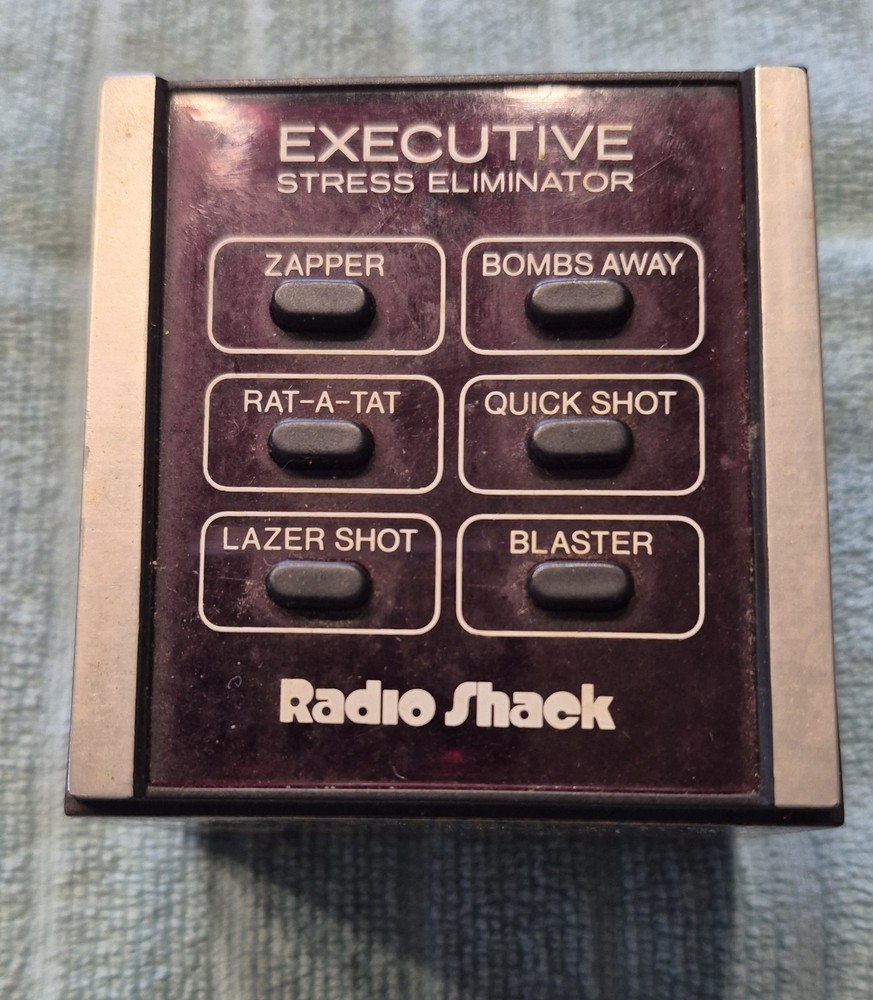 EXECUTIVE
STRESS ELIMINATOR
ZAPPER
BOMBS AWAY
RAT-A-TAT
QUICK SHOT
LAZER SHOT
BLASTER
Radio Shack